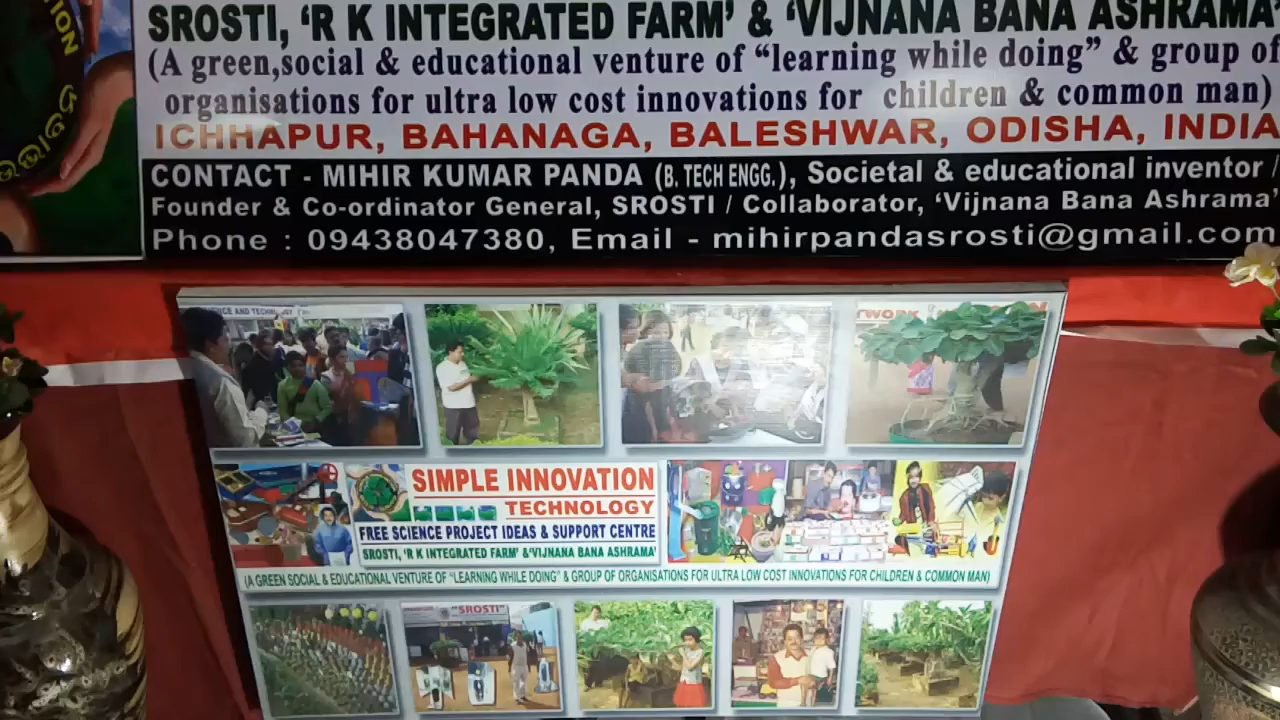 SROSTI, 'R K INTEGRATED FARM' & 'VIJNANA BANA ASHRAMA'
(A green,social & educational venture of "learning while doing" & group of
organisations for ultra low cost innovations for children & common man)
ICHHAPUR, BAHANAGA, BALESHWAR, ODISHA, INDIA
CONTACT - MIHIR KUMAR PANDA (B. TECH ENGG.), Societal & educational inventor /
Founder & Co-ordinator General, SROSTI / Collaborator, 'Vijnana Bana Ashrama'
Phone : 09438047380, Email - mihirpandasrosti@gmail.com
SIMPLE INNOVATION
TECHNOLOGY
FREE SCIENCE PROJECT IDEAS & SUPPORT CENTRE
SROSTI, 'R K INTEGRATED FARM' &'VIJNANA BANA ASHRAMA'
(A GREEN SOCIAL & EDUCATIONAL VENTURE OF "LEARNING WHILE DOING" & GROUP OF ORGANISATIONS FOR ULTRA LOW COST INNOVATIONS FOR CHILDREN & COMMON MAN)
"SROSTI"